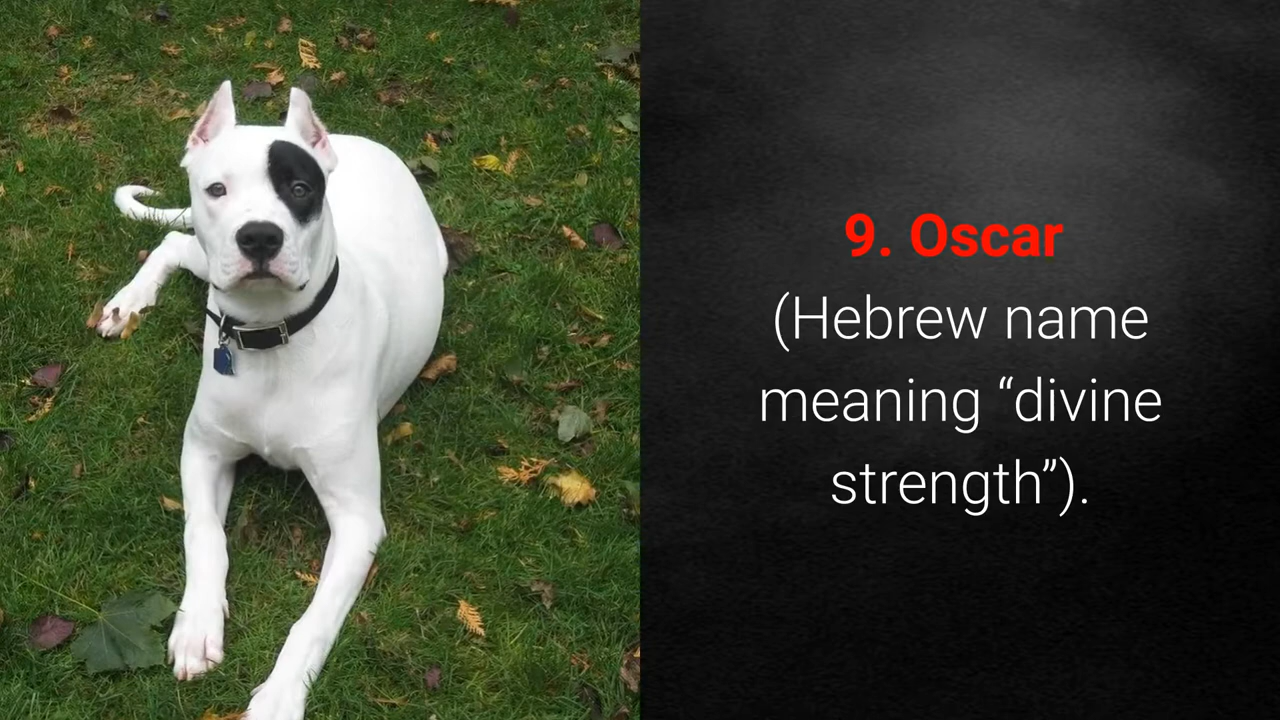 9. Oscar
(Hebrew name
meaning “divine
strength”).